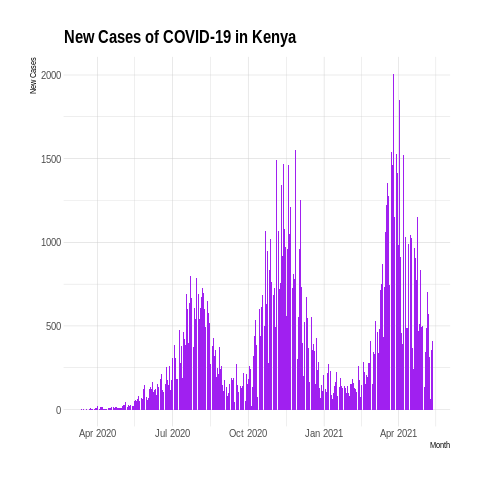 New Cases of COVID-19 in Kenya
New Cases
2000
1500
1000
500
0
Apr 2020 Jul 2020 Oct 2020 Jan 2021 Apr 2021
Month